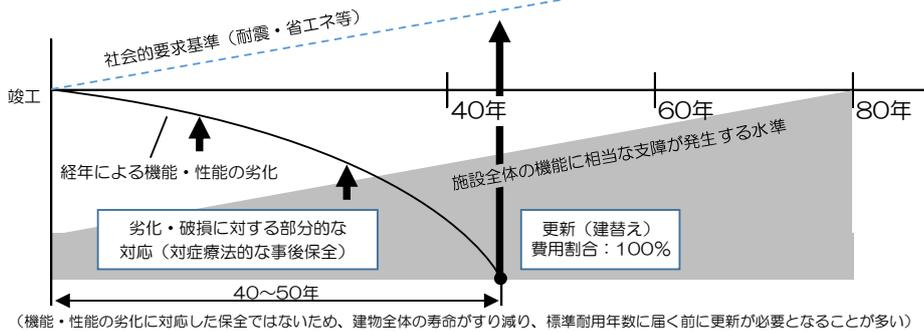 社会的要求基準（耐震・省エネ等）
竣工
40年
60年
80年
経年による機能・性能の劣化
施設全体の機能に相当な支障が発生する水準
劣化・破損に対する部分的な
対応（対症療法的な事後保全）
更新（建替え）
費用割合：100％
40～50年
（機能・性能の劣化に対応した保全ではないため、建物全体の寿命がすり減り、標準耐用年数に届く前に更新が必要となることが多い）